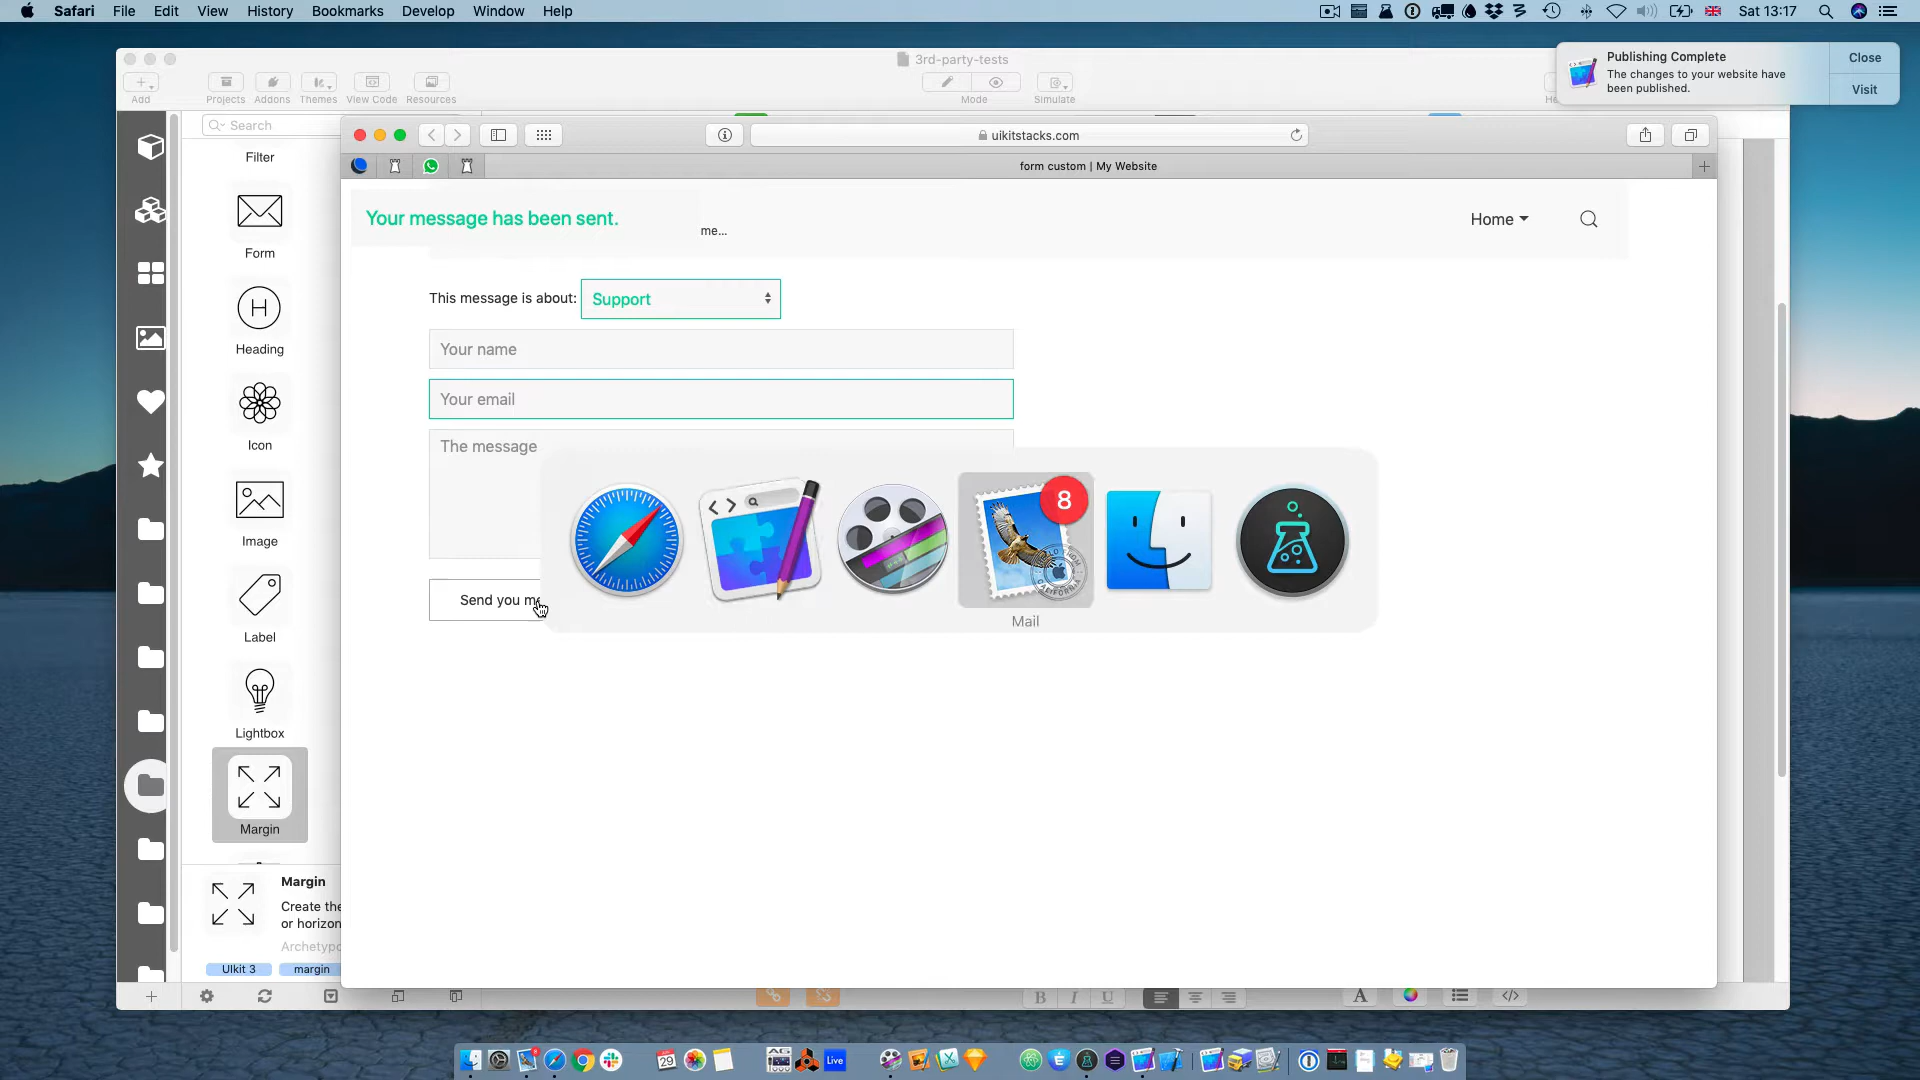 Safari File Edit View History Bookmarks Develop Window Help
Sat 13:17
3rd-party-tests
Publishing Complete
The changes to your website have
been published.
Close
Visit
Add Projects Addons Themes View Code Resources
Mode Simulate
Search
uikitstacks.com
form custom | My Website
Filter
Form
Heading
Icon
Image
Label
Lightbox
Margin
Your message has been sent.
me...
Home
This message is about: Support
Your name
Your email
The message
Send you me
8
Mail
Margin
Create the
or horizon
Archetypo
UIkit 3 margin
B I U
A
29
Live